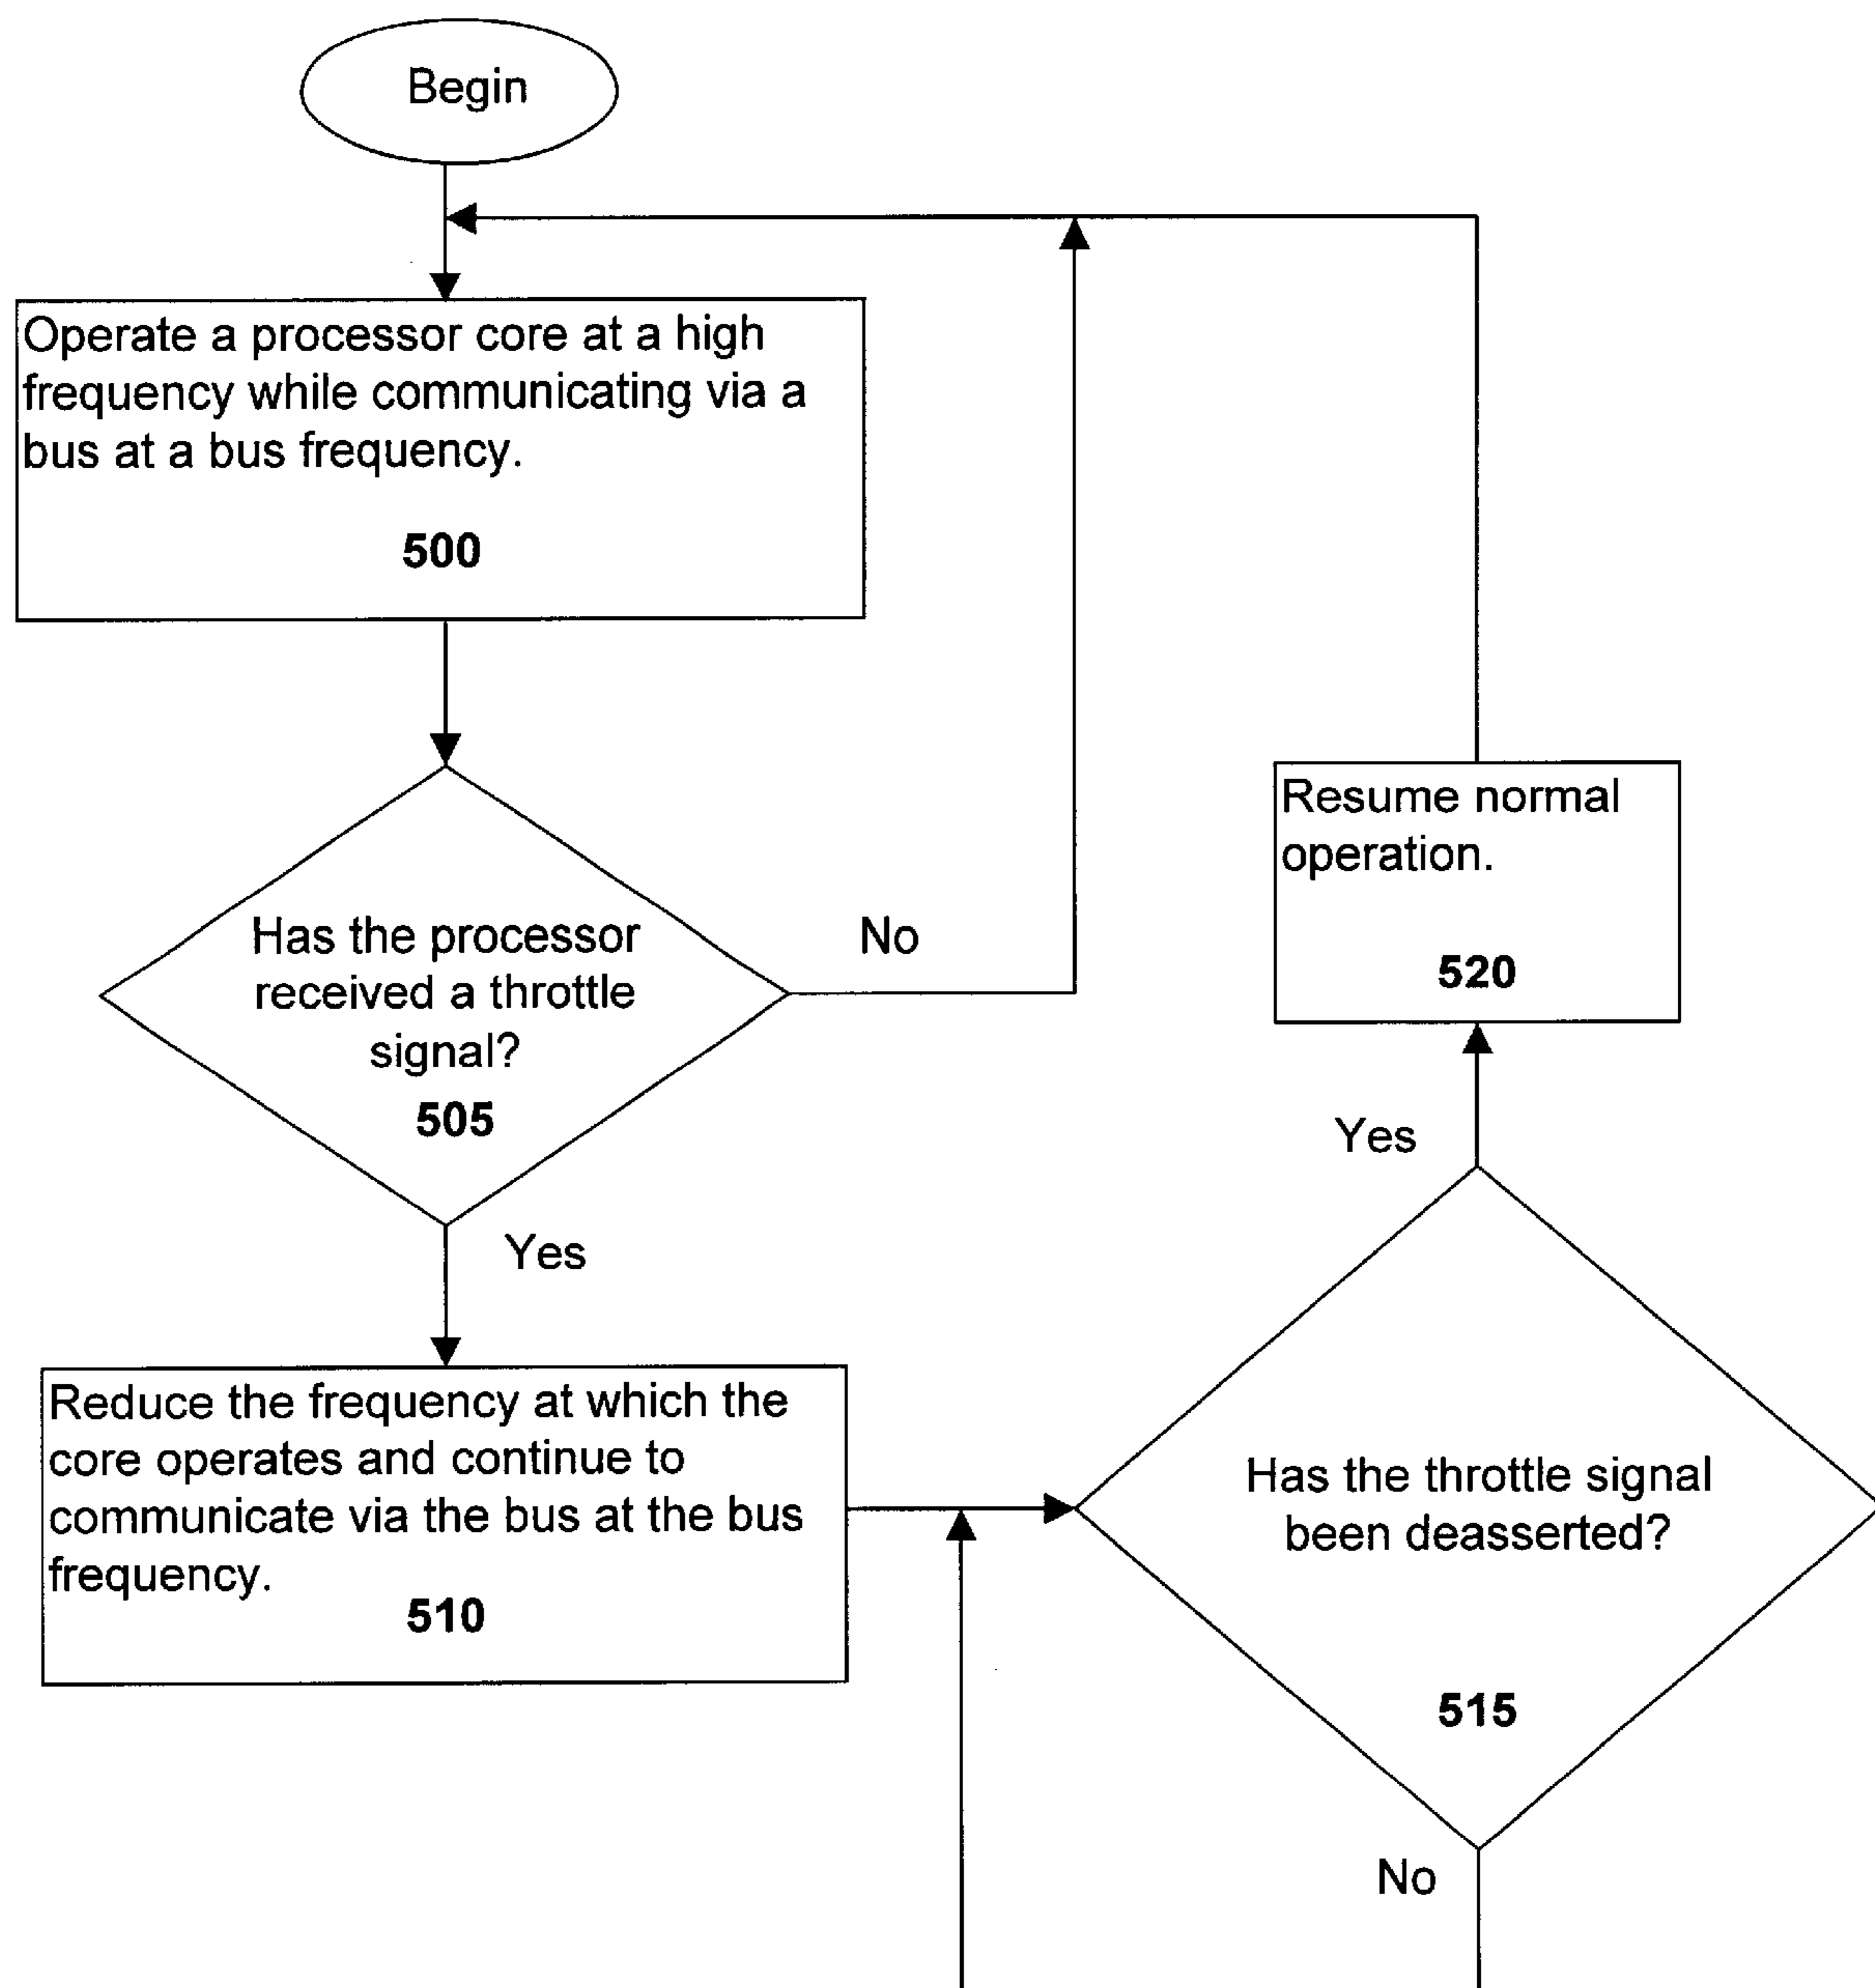 Begin
Operate a processor core at a high
frequency while communicating via a
bus at a bus frequency.
500
Has the processor
received a throttle
signal?
505
No
Yes
Reduce the frequency at which the
core operates and continue to
communicate via the bus at the bus
frequency.
510
Has the throttle signal
been deasserted?
515
No
Yes
Resume normal
operation.
520